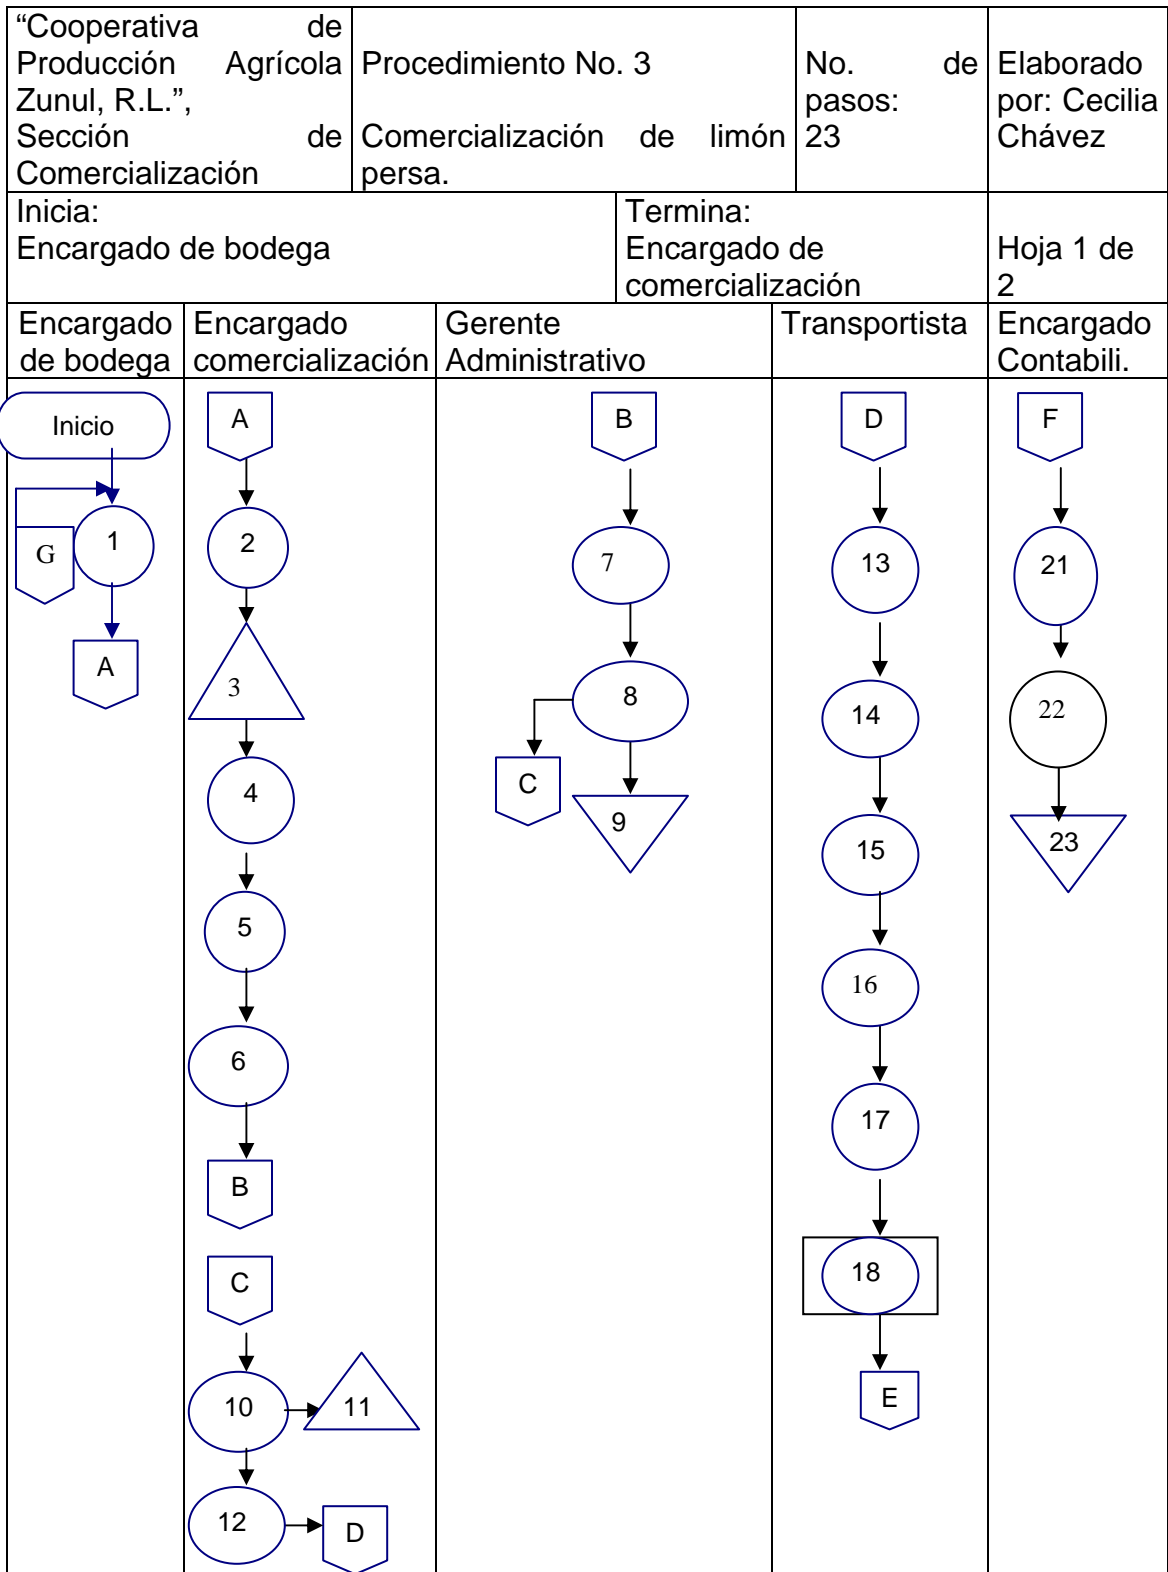 “Cooperativa de
Producción Agrícola
Zunul, R.L.”,
Sección de
Comercialización
Procedimiento No. 3
Comercialización de limón
persa.
No. de
pasos:
23
Elaborado
por: Cecilia
Chávez
Inicia:
Encargado de bodega
Termina:
Encargado de
comercialización
Hoja 1 de
2
Encargado
de bodega
Encargado
comercialización
Gerente
Administrativo
Transportista
Encargado
Contabili.
Inicio
G
1
A
A
2
3
4
5
6
B
C
10
11
12
D
B
7
8
C
9
D
13
14
15
16
17
18
E
F
21
22
23